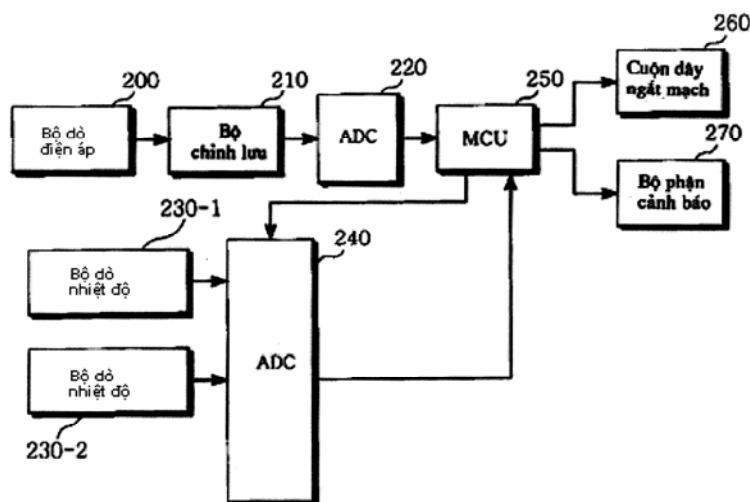 200
Bộ dò
điện áp
210
Bộ
chỉnh lưu
220
ADC
250
MCU
260
Cuộn dây
ngắt mạch
270
Bộ phận
cảnh báo
230-1
Bộ dò
nhiệt độ
240
ADC
Bộ dò
nhiệt độ
230-2